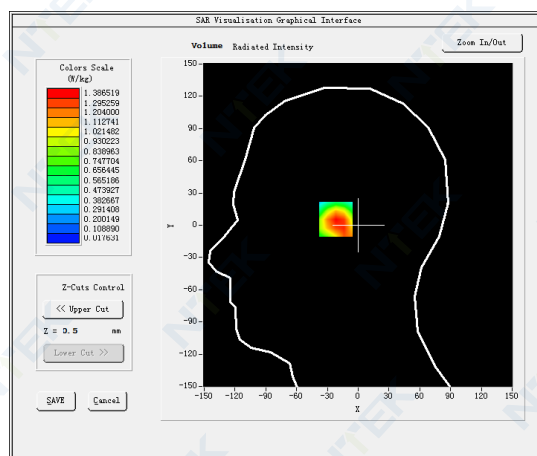 SAR Visualisation Graphical Interface
Volume Radiated Intensity
Zoom In/Out
Colors Scale
(W/kg)
1.386519
1.295259
1.204000
1.112741
1.021482
0.930223
0.838963
0.747704
0.656445
0.565186
0.473927
0.382667
0.291408
0.200149
0.108890
0.017631
Z-Cuts Control
<< Upper Cut
Z = 0.5 mm
Lower Cut >>
SAVE Cancel
150
120
90
60
30
0
-30
-60
-90
-120
-150
Y
-150 -120 -90 -60 -30 0 30 60 90 120 150
X
NTEK